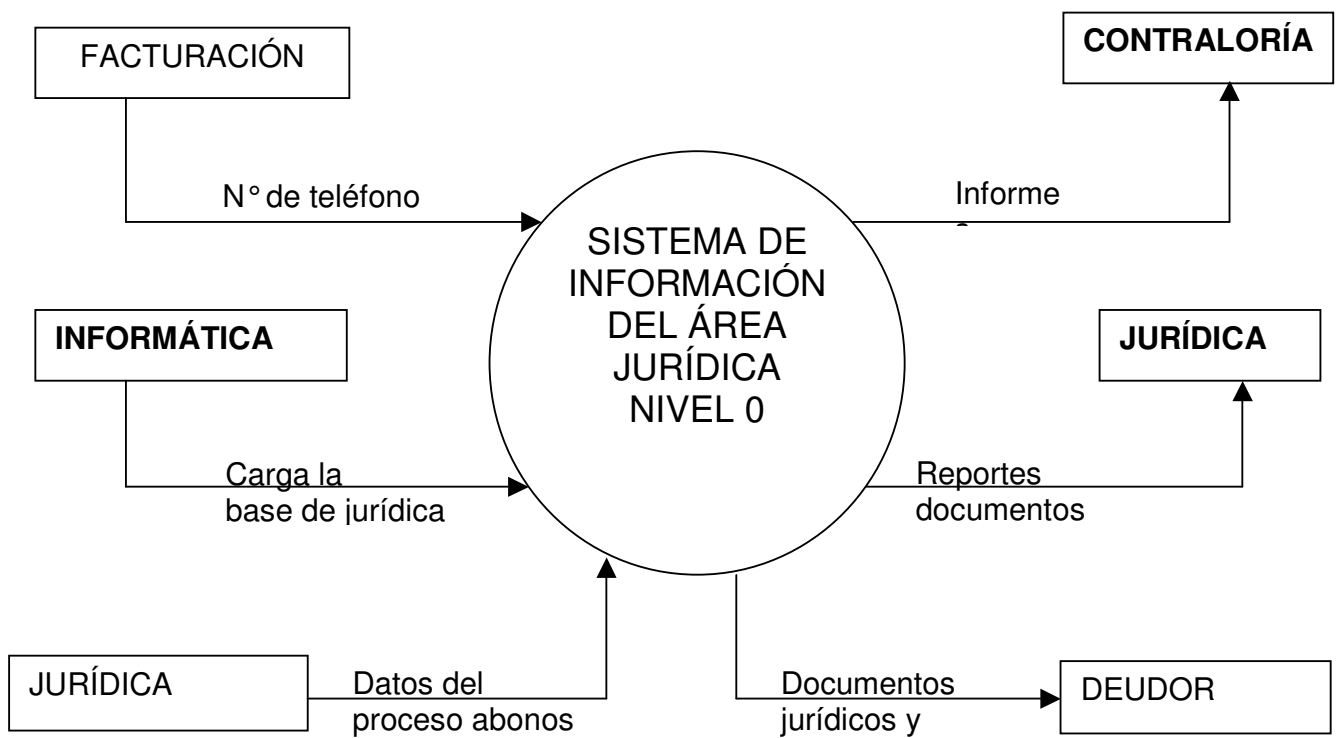 FACTURACIÓN
CONTRALORÍA
N° de teléfono
Informe
SISTEMA DE
INFORMACIÓN
DEL ÁREA
JURÍDICA
NIVEL 0
INFORMÁTICA
JURÍDICA
Carga la
base de jurídica
Reportes
documentos
JURÍDICA
Datos del
proceso abonos
Documentos
jurídicos y
DEUDOR